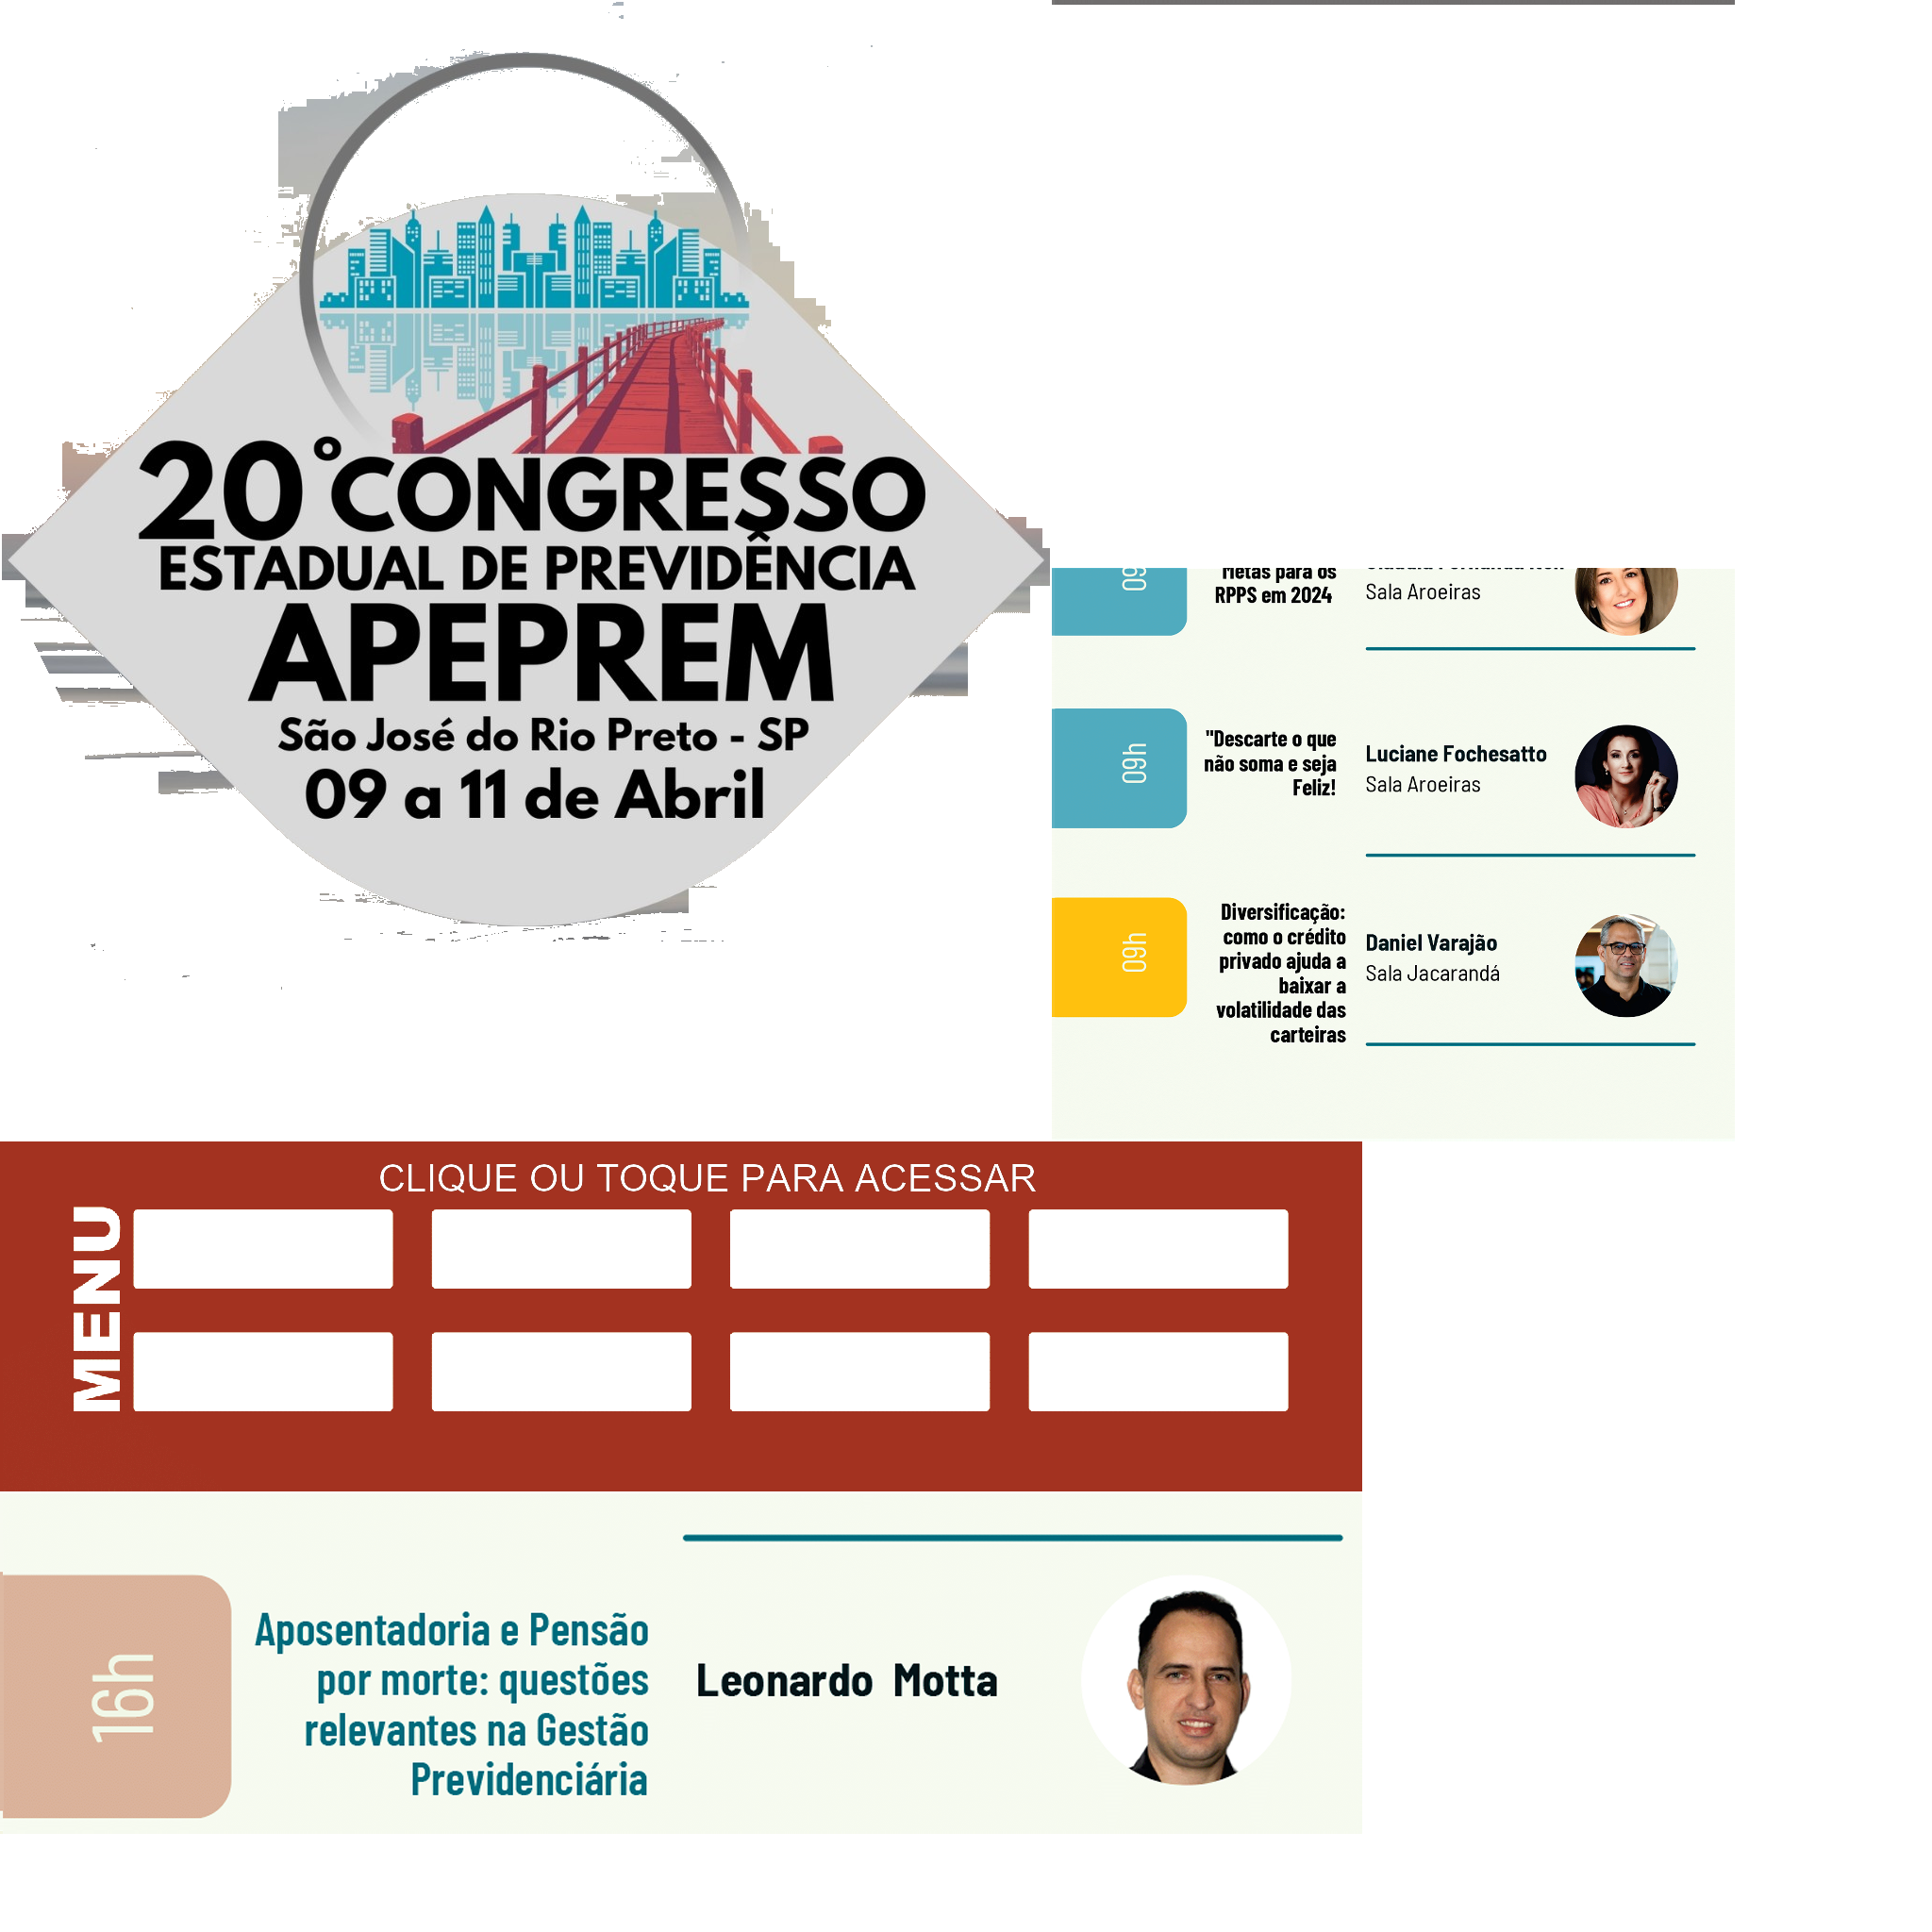 20° CONGRESSO
ESTADUAL DE PREVIDÊNCIA
APEPREM
São José do Rio Preto - SP
09 a 11 de Abril
Metas para os
RPPS em 2024
Sala Aroeiras
09h
"Descarte o que
não soma e seja
Feliz!
Luciane Fochesatto
Sala Aroeiras
09h
Diversificação:
como o crédito
privado ajuda a
baixar a
volatilidade das
carteiras
Daniel Varajão
Sala Jacarandá
CLIQUE OU TOQUE PARA ACESSAR
MENU
16h
Aposentadoria e Pensão
por morte: questões
relevantes na Gestão
Previdenciária
Leonardo Motta